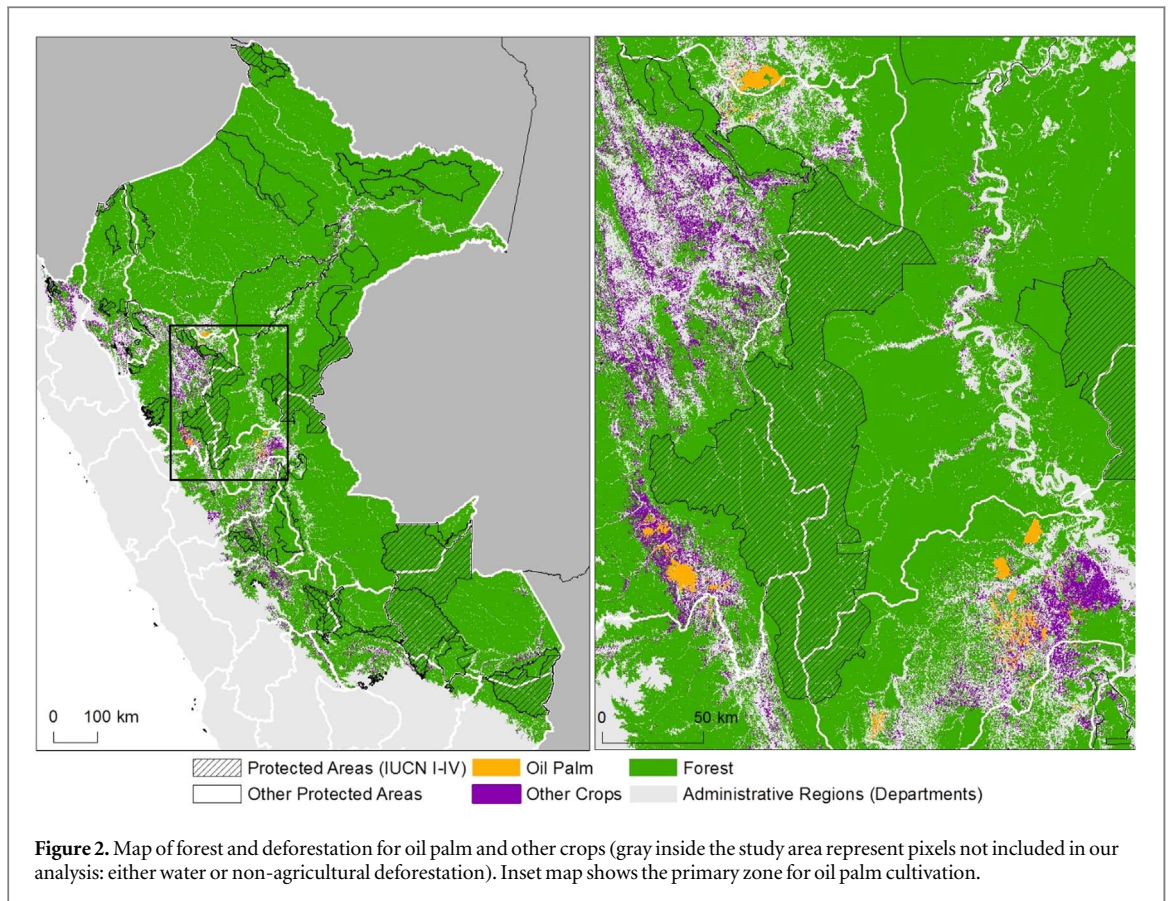 0 100 km
0 50 km
Protected Areas (IUCN I-IV) Oil Palm Forest
Other Protected Areas Other Crops Administrative Regions (Departments)
Figure 2. Map of forest and deforestation for oil palm and other crops (gray inside the study area represent pixels not included in our
analysis: either water or non-agricultural deforestation). Inset map shows the primary zone for oil palm cultivation.